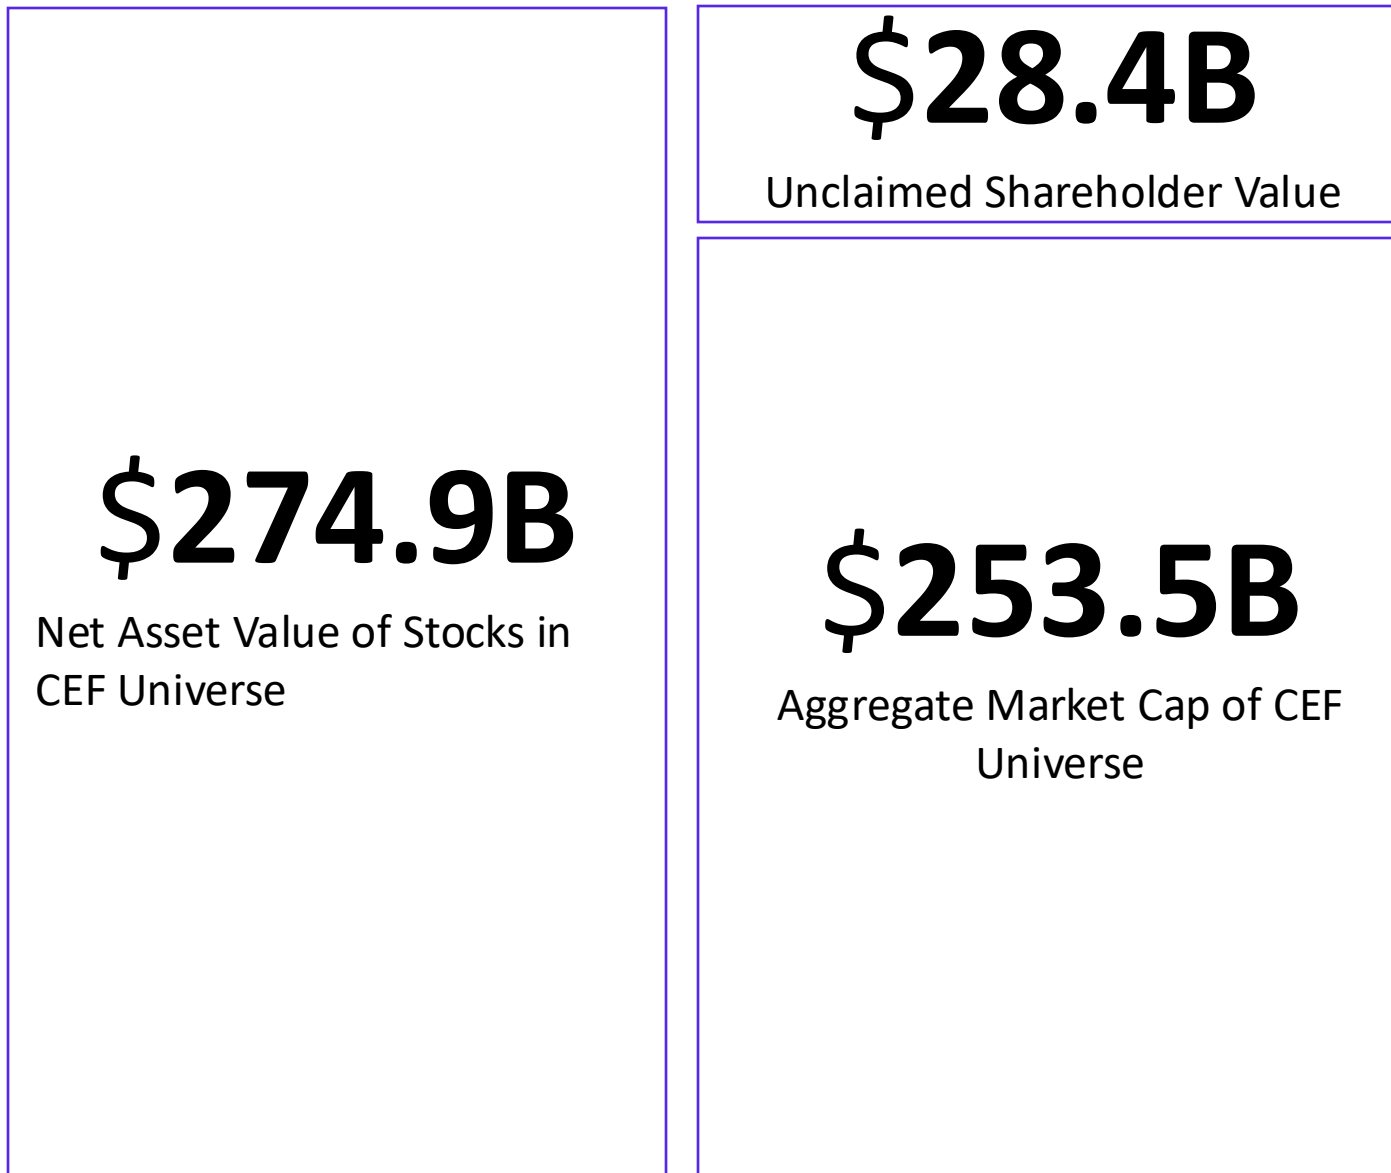 $28.4B
Unclaimed Shareholder Value
$274.9B
Net Asset Value of Stocks in
CEF Universe
$253.5B
Aggregate Market Cap of CEF
Universe